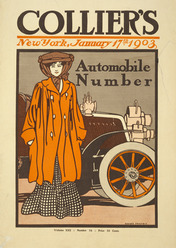 COLLIER'S
New York, January 17th 1903
Automobile
Number